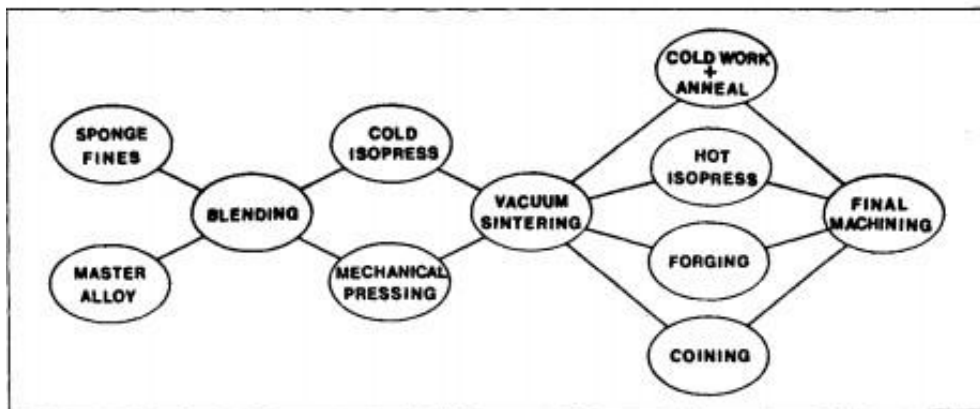 SPONGE
FINES
MASTER
ALLOY
BLENDING
COLD
ISOPRESS
MECHANICAL
PRESSING
VACUUM
SINTERING
COLD WORK
+
ANNEAL
HOT
ISOPRESS
FORGING
COINING
FINAL
MACHINING